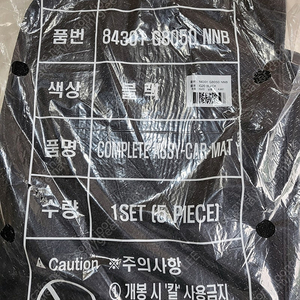 품번 84301 G8050 NNB
색상 블랙
품명 COMPLETE ASSY-CAR MAT
수량 1SET (5 PIECE)
⚠ Caution ※주의사항
① 개봉 시 '칼' 사용금지